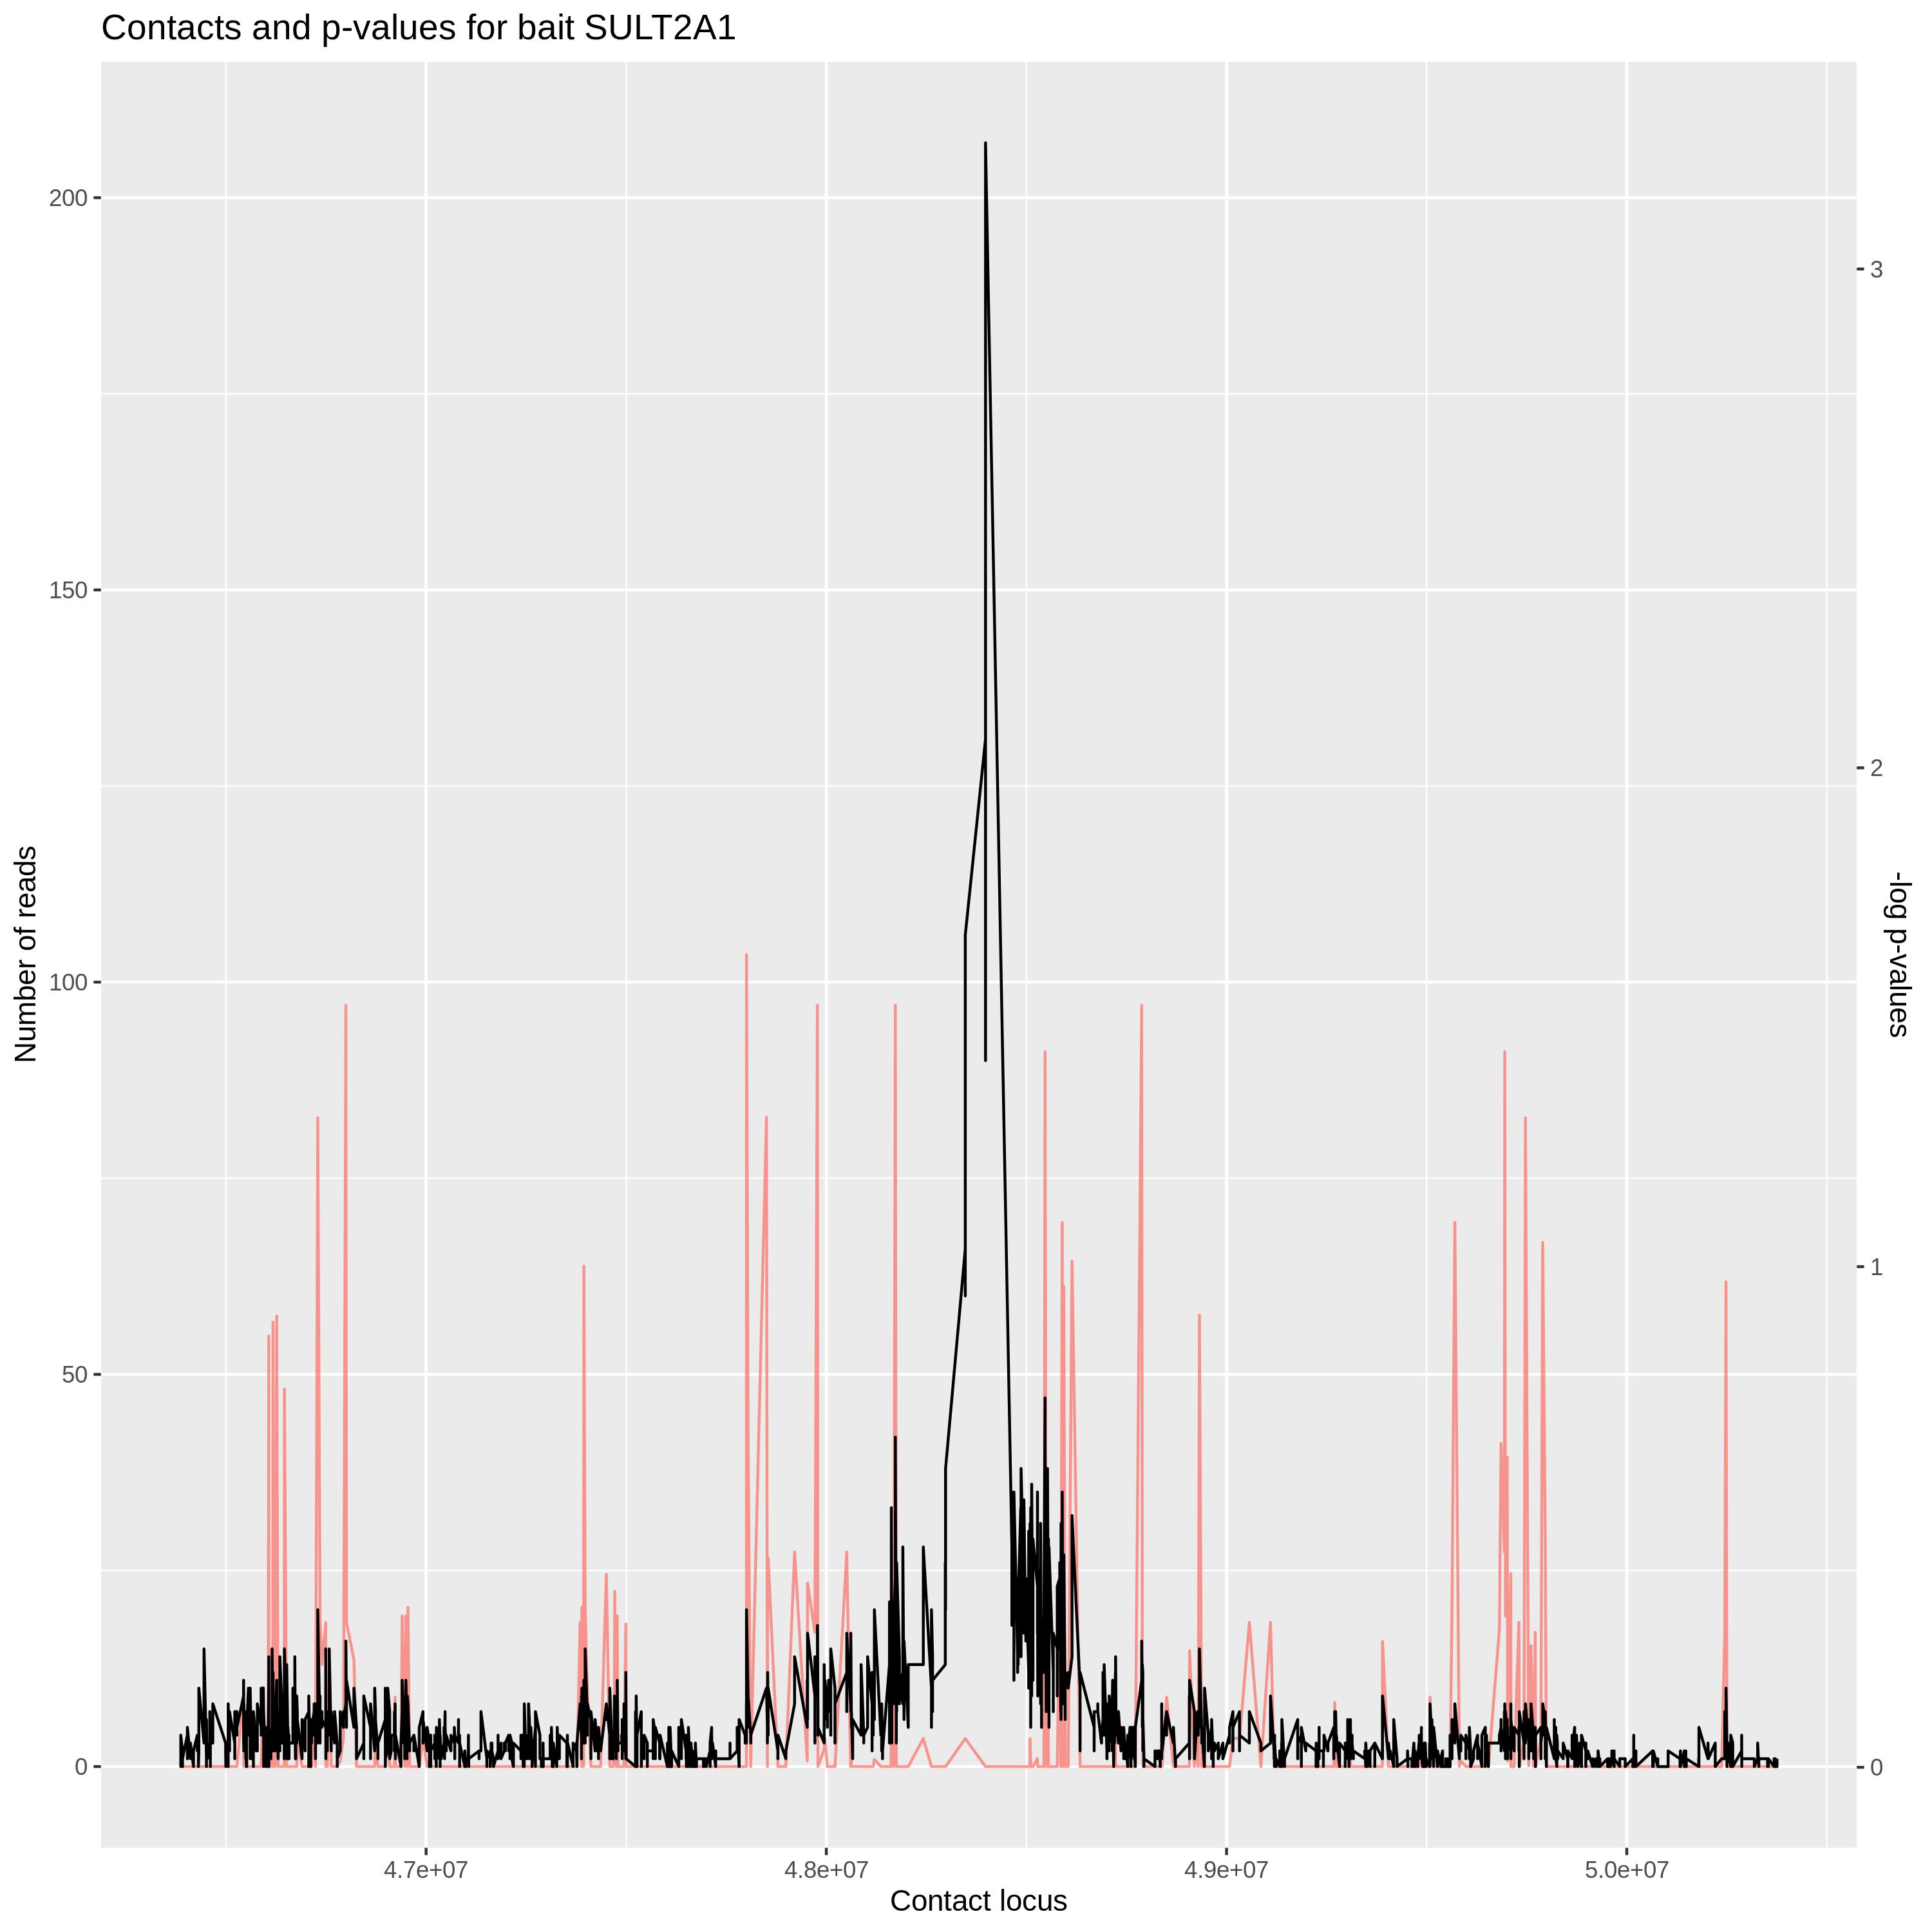 Contacts and p-values for bait SULT2A1
200
150
100
50
0
Number of reads
3
2
1
0
-log p-values
4.7e+07
4.8e+07
4.9e+07
5.0e+07
Contact locus